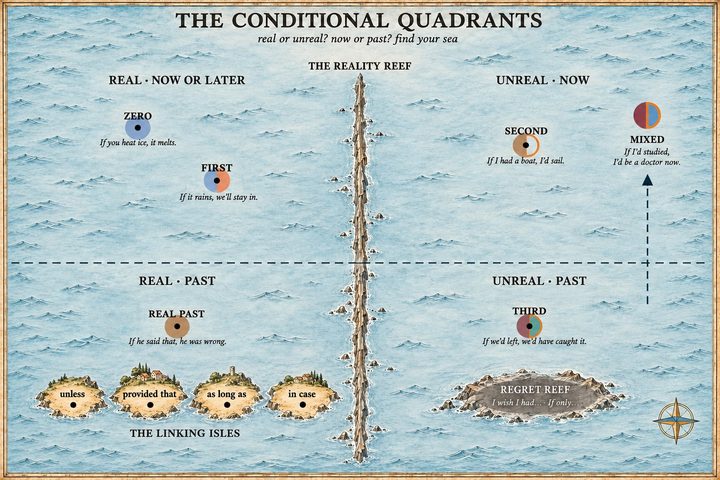 THE CONDITIONAL QUADRANTS
real or unreal? now or past? find your sea
THE REALITY REEF
REAL · NOW OR LATER
ZERO
If you heat ice, it melts.
FIRST
If it rains, we'll stay in.
UNREAL · NOW
SECOND
If I had a boat, I'd sail.
MIXED
If I'd studied,
I'd be a doctor now.
REAL · PAST
REAL PAST
If he said that, he was wrong.
unless
provided that
as long as
in case
THE LINKING ISLES
UNREAL · PAST
THIRD
If we'd left, we'd have caught it.
REGRET REEF
I wish I had... · If only...